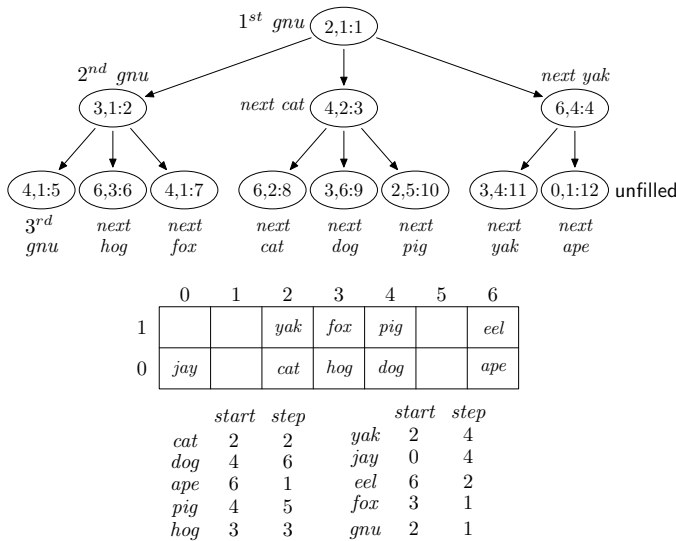 1st gnu 2,1:1
2nd gnu next yak
3,1:2 next cat 4,2:3 6,4:4
4,1:5 6,3:6 4,1:7 6,2:8 3,6:9 2,5:10 3,4:11 0,1:12 unfilled
3rd next next next next next next next
gnu hog fox cat dog pig yak ape
0 1 2 3 4 5 6
1 yak fox pig eel
0 jay cat hog dog ape
start step start step
cat 2 2 yak 2 4
dog 4 6 jay 0 4
ape 6 1 eel 6 2
pig 4 5 fox 3 1
hog 3 3 gnu 2 1